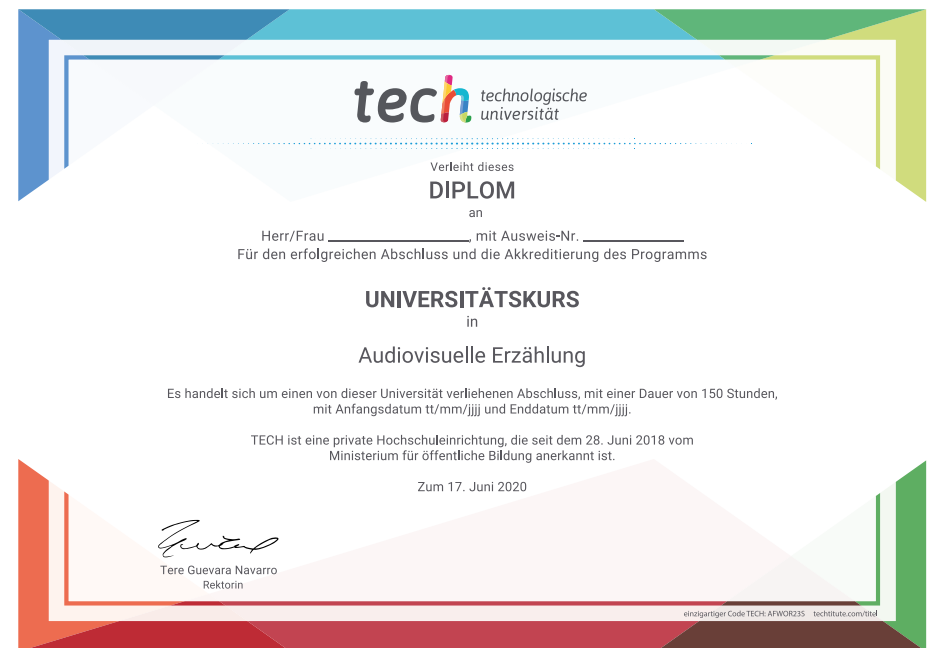 tech technologische
universität
Verleiht dieses
DIPLOM
an
Herr/Frau ____________________, mit Ausweis-Nr. ______________
Für den erfolgreichen Abschluss und die Akkreditierung des Programms
UNIVERSITÄTSKURS
in
Audiovisuelle Erzählung
Es handelt sich um einen von dieser Universität verliehenen Abschluss, mit einer Dauer von 150 Stunden,
mit Anfangsdatum tt/mm/jjjj und Enddatum tt/mm/jjjj.
TECH ist eine private Hochschuleinrichtung, die seit dem 28. Juni 2018 vom
Ministerium für öffentliche Bildung anerkannt ist.
Zum 17. Juni 2020
Tere Guevara Navarro
Rektorin
einzigartiger Code TECH: AFWOR23S techtitute.com/titel